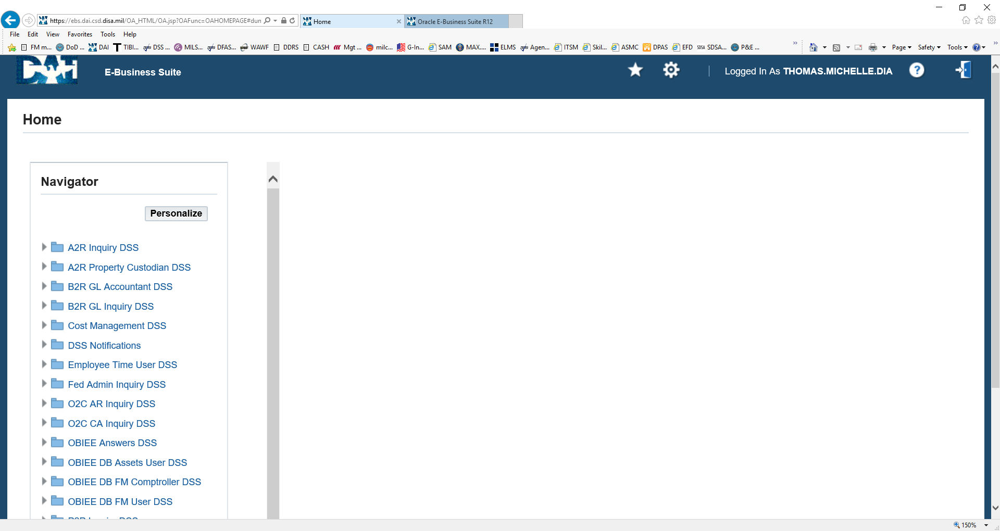 https://ebs.dai.csd.disa.mil/OA_HTML/OA.jsp?OAFunc=OAHOMEPAGE#dun
Home
Oracle E-Business Suite R12
File Edit View Favorites Tools Help
FM m... DoD ... DAI TIBI... DSS ... MILS... DFAS... WAWF DDRS CASH Mgt ... milc... G-In... SAM MAX.... ELMS Agen... ITSM Skil... ASMC DPAS EFD SDSA... P&E ... Page Safety Tools
DAI E-Business Suite Logged In As THOMAS.MICHELLE.DIA
Home
Navigator
Personalize
A2R Inquiry DSS
A2R Property Custodian DSS
B2R GL Accountant DSS
B2R GL Inquiry DSS
Cost Management DSS
DSS Notifications
Employee Time User DSS
Fed Admin Inquiry DSS
O2C AR Inquiry DSS
O2C CA Inquiry DSS
OBIEE Answers DSS
OBIEE DB Assets User DSS
OBIEE DB FM Comptroller DSS
OBIEE DB FM User DSS
150%